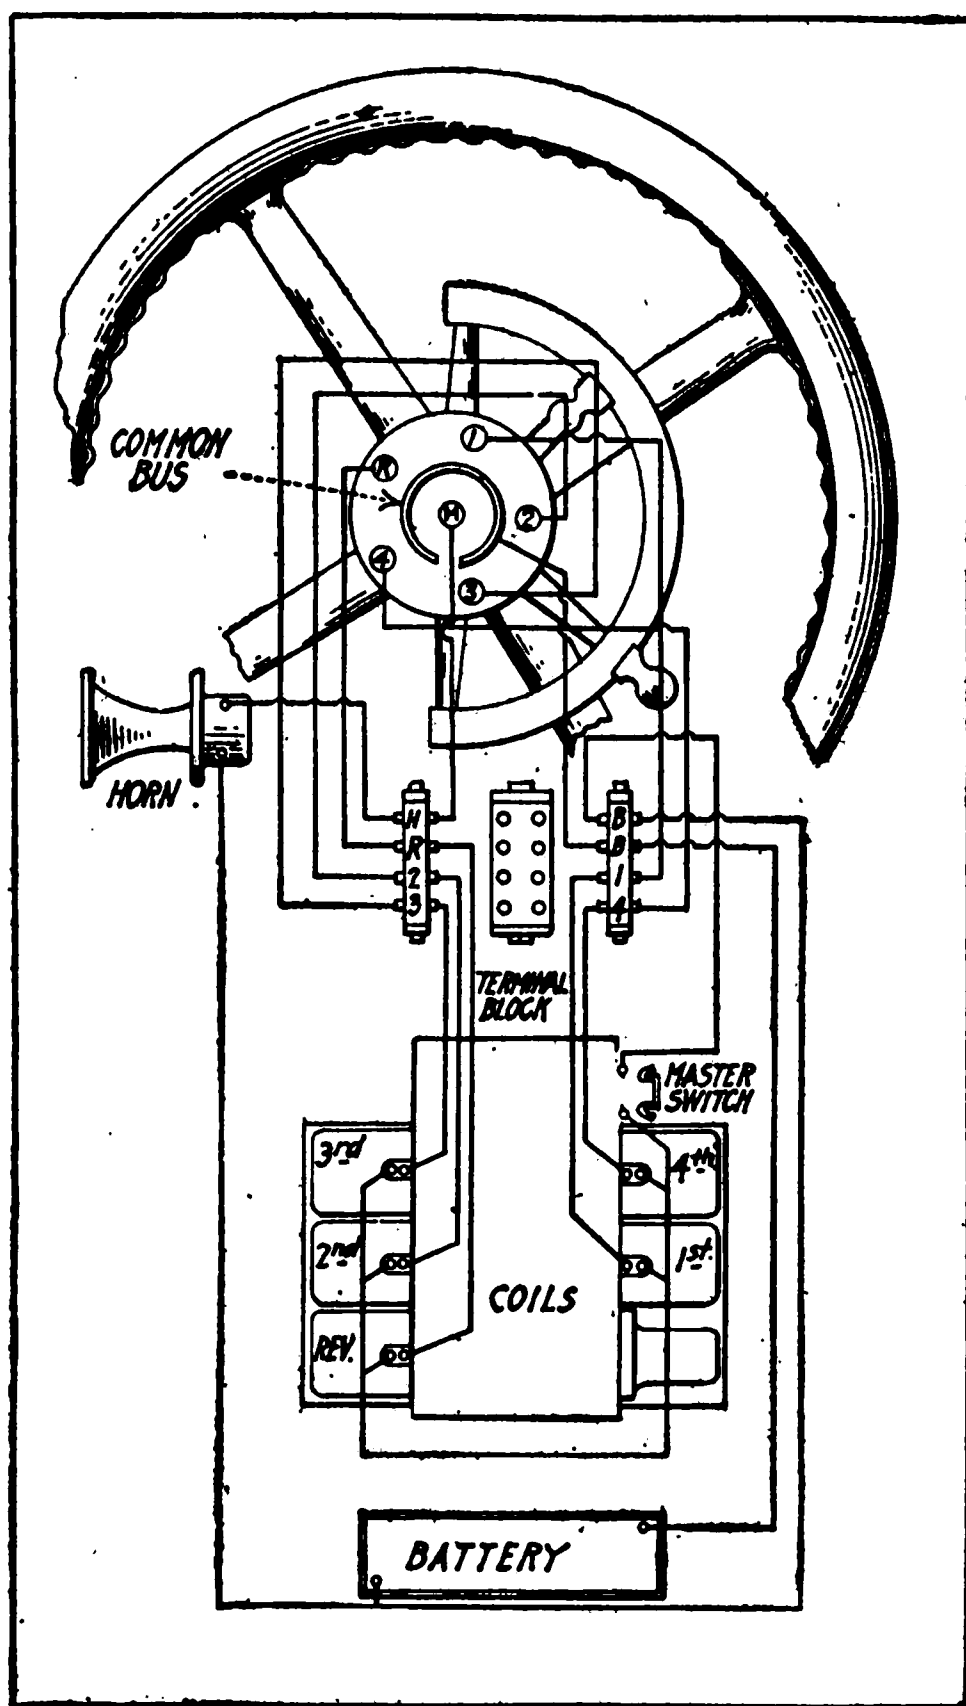 COMMON
BUS
1
R
H
2
4
3
HORN
H
R
2
3
B
B
1
4
TERMINAL
BLOCK
MASTER
SWITCH
3rd
4th
2nd
1st.
COILS
REV.
BATTERY